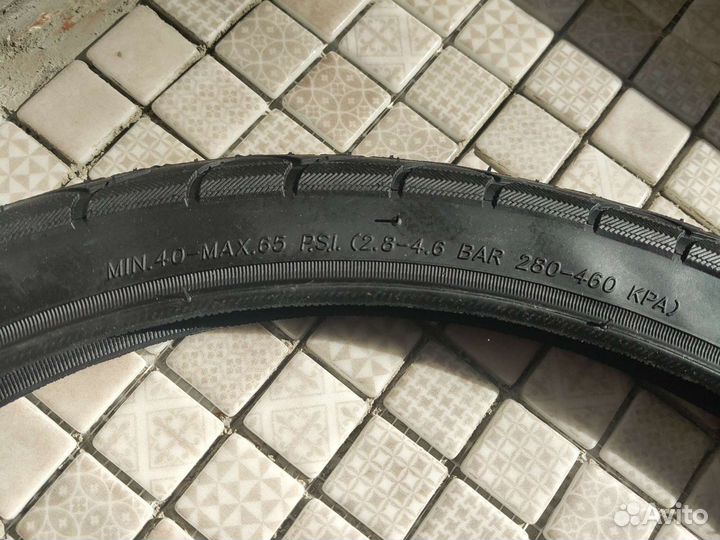 MIN.40-MAX.65 P.S.I. (2.8-4.6 BAR 280-460 KPA)
Avito